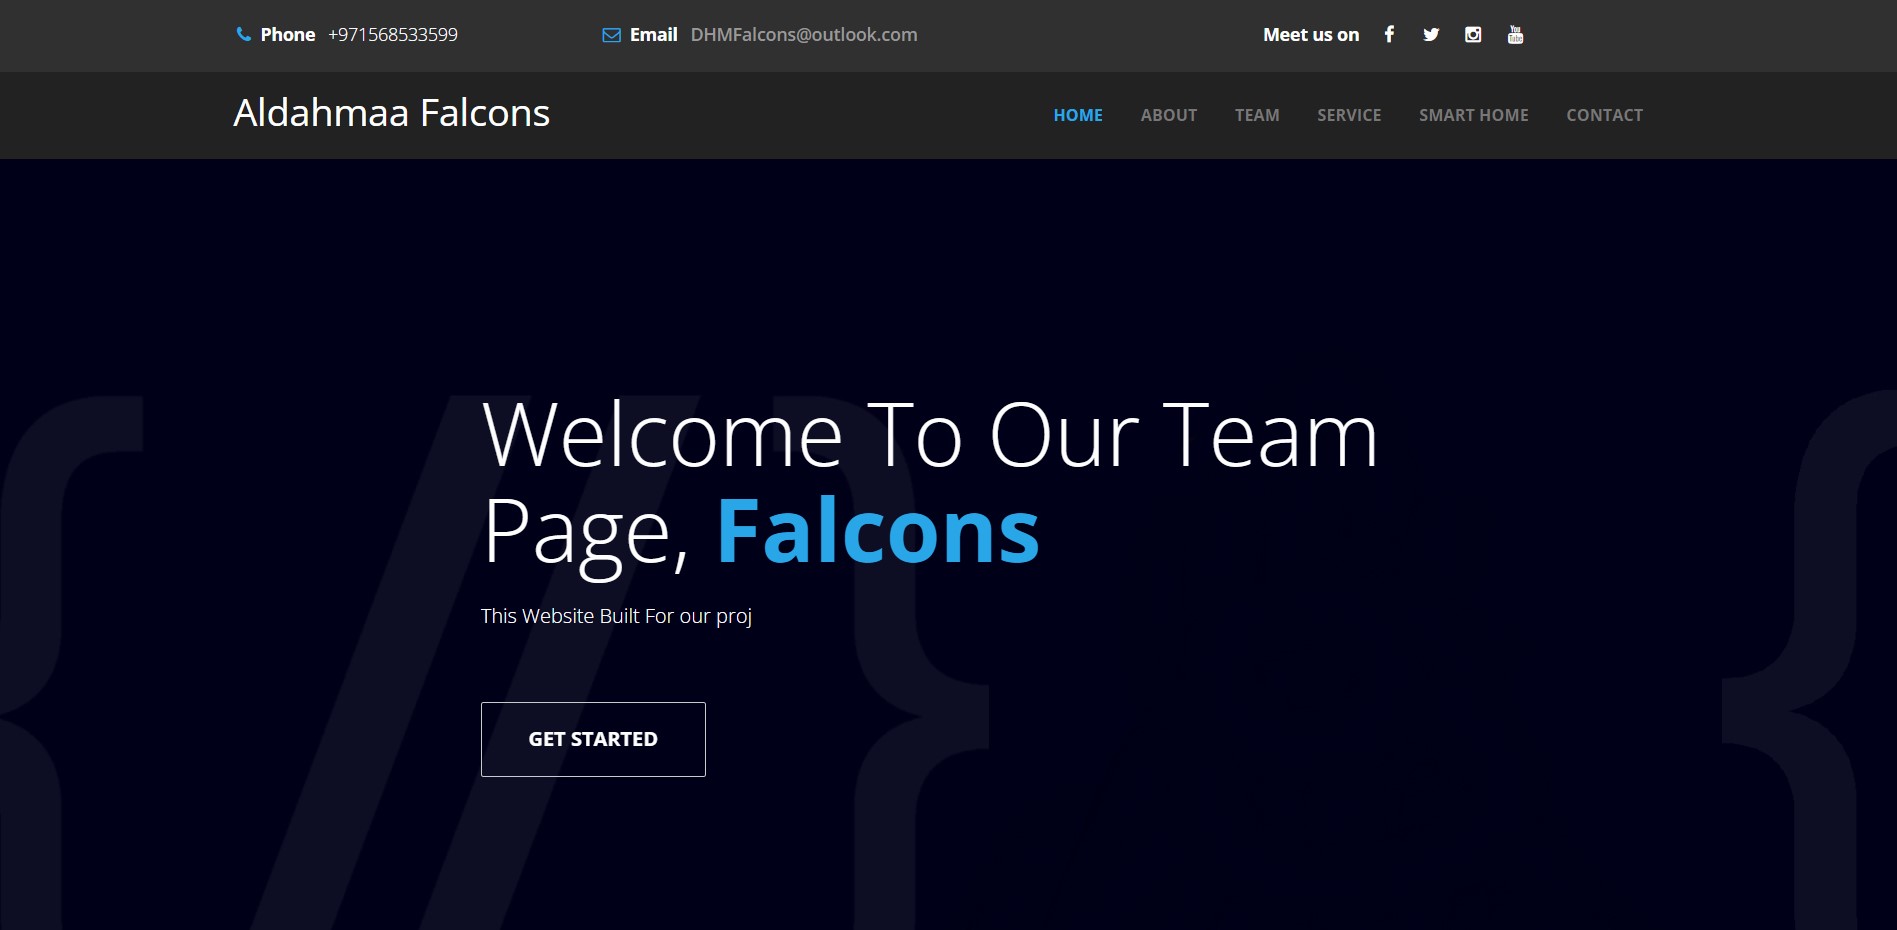 Phone +971568533599 Email DHMFalcons@outlook.com Meet us on
Aldahmaa Falcons HOME ABOUT TEAM SERVICE SMART HOME CONTACT
Welcome To Our Team
Page, Falcons
This Website Built For our proj
GET STARTED
{ // } {